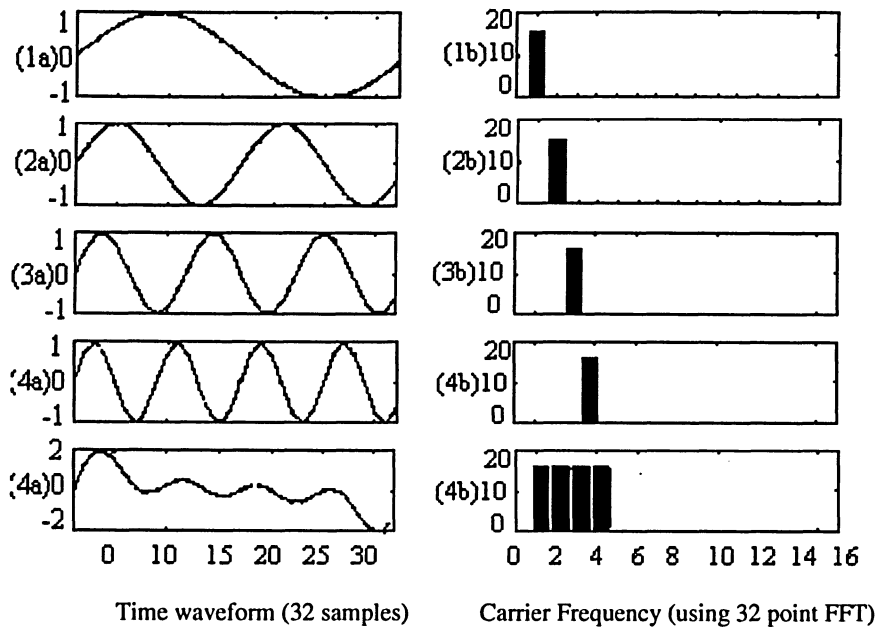 1
(1a)0
-1
20
(1b)10
0
1
(2a)0
-1
20
(2b)10
0
1
(3a)0
-1
20
(3b)10
0
1
(4a)0
-1
20
(4b)10
0
2
(4a)0
-2
20
(4b)10
0
0 10 15 20 25 30
0 2 4 6 8 10 12 14 16
Time waveform (32 samples)
Carrier Frequency (using 32 point FFT)